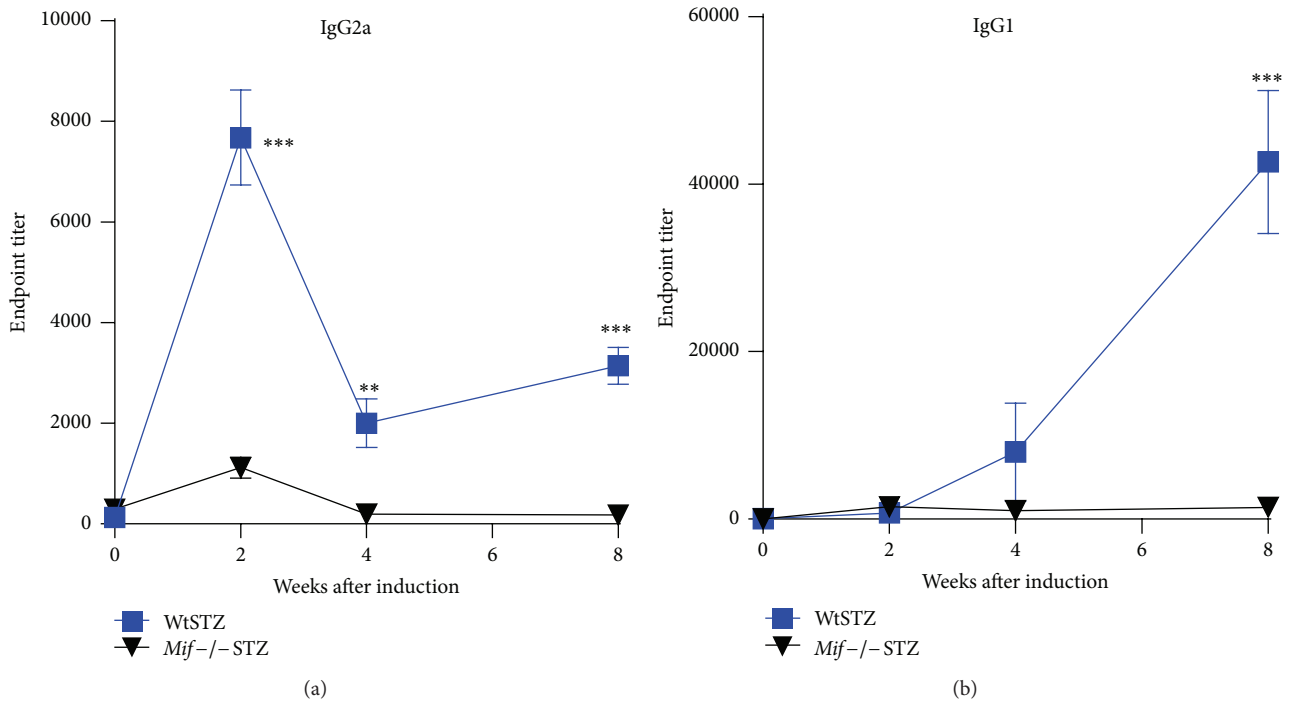 IgG2a
10000
8000
6000
4000
2000
0
Endpoint titer
***
**
***
0 2 4 6 8
Weeks after induction
WtSTZ
Mif−/− STZ
(a)
IgG1
60000
40000
20000
0
Endpoint titer
***
0 2 4 6 8
Weeks after induction
WtSTZ
Mif−/− STZ
(b)